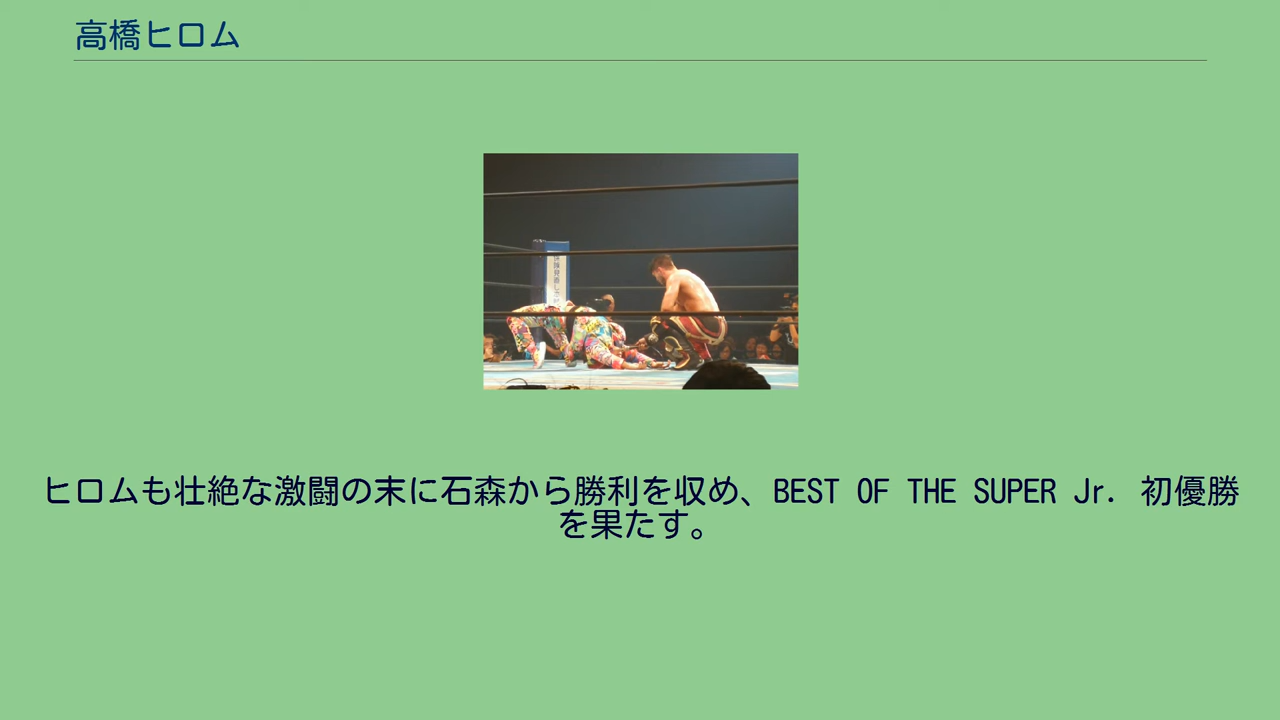 高橋ヒロム
ヒロムも壮絶な激闘の末に石森から勝利を収め、BEST OF THE SUPER Jr. 初優勝
を果たす。